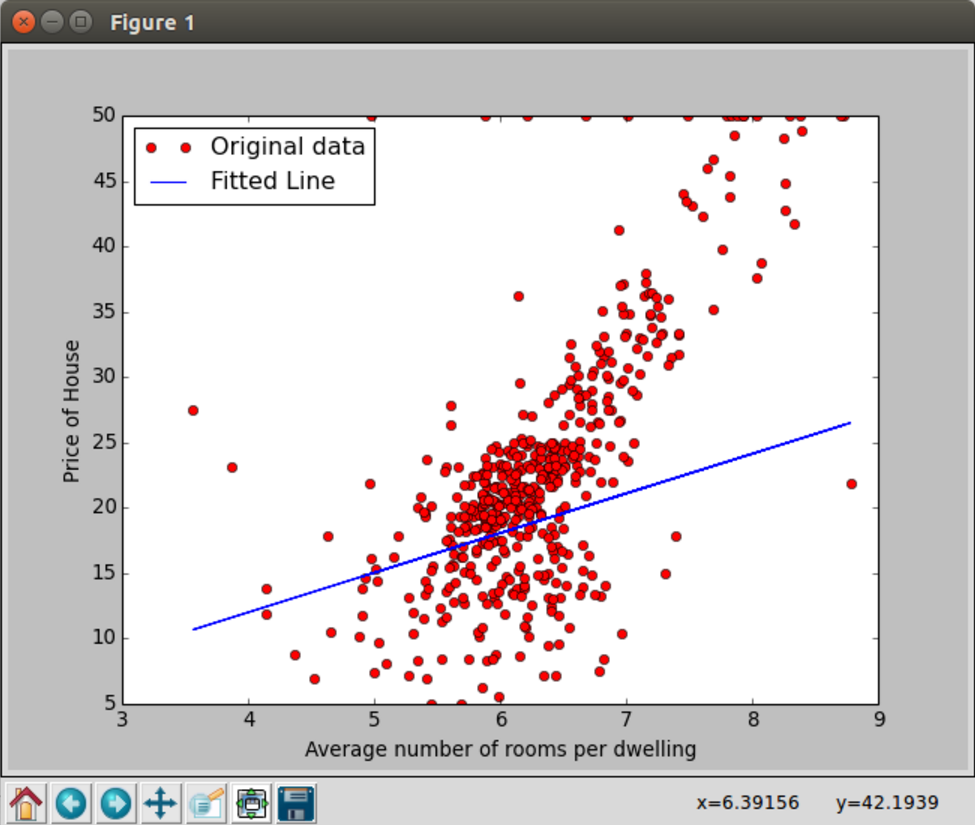 Figure 1
Original data
Fitted Line
Price of House
50
45
40
35
30
25
20
15
10
5
3 4 5 6 7 8 9
Average number of rooms per dwelling
x=6.39156 y=42.1939